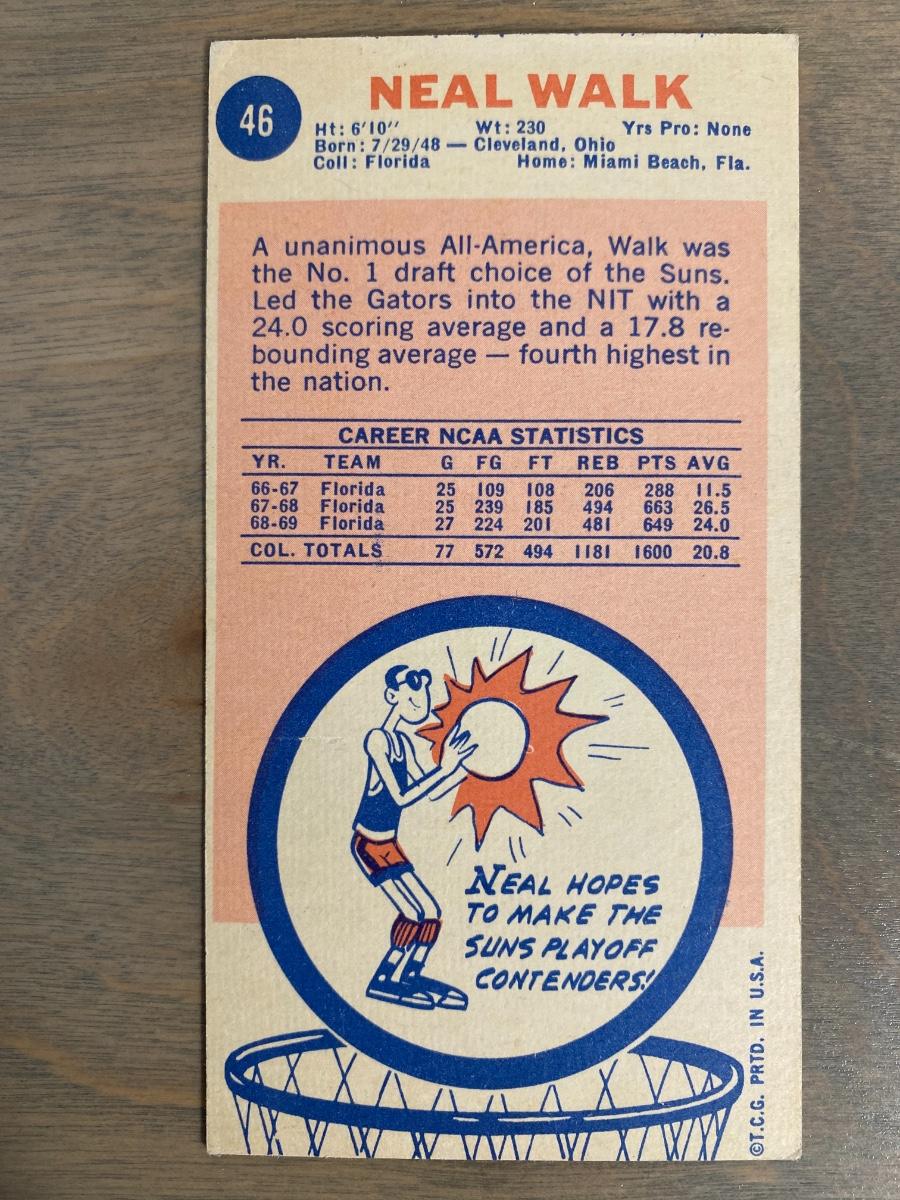 46
NEAL WALK
Ht: 6'10" Wt: 230 Yrs Pro: None
Born: 7/29/48 — Cleveland, Ohio
Coll: Florida Home: Miami Beach, Fla.
A unanimous All-America, Walk was
the No. 1 draft choice of the Suns.
Led the Gators into the NIT with a
24.0 scoring average and a 17.8 re-
bounding average — fourth highest in
the nation.
CAREER NCAA STATISTICS
YR. TEAM G FG FT REB PTS AVG
66-67 Florida 25 109 108 206 288 11.5
67-68 Florida 25 239 185 494 663 26.5
68-69 Florida 27 224 201 481 649 24.0
COL. TOTALS 77 572 494 1181 1600 20.8
NEAL HOPES
TO MAKE THE
SUNS PLAYOFF
CONTENDERS!
©T.C.G. PRTD. IN U.S.A.